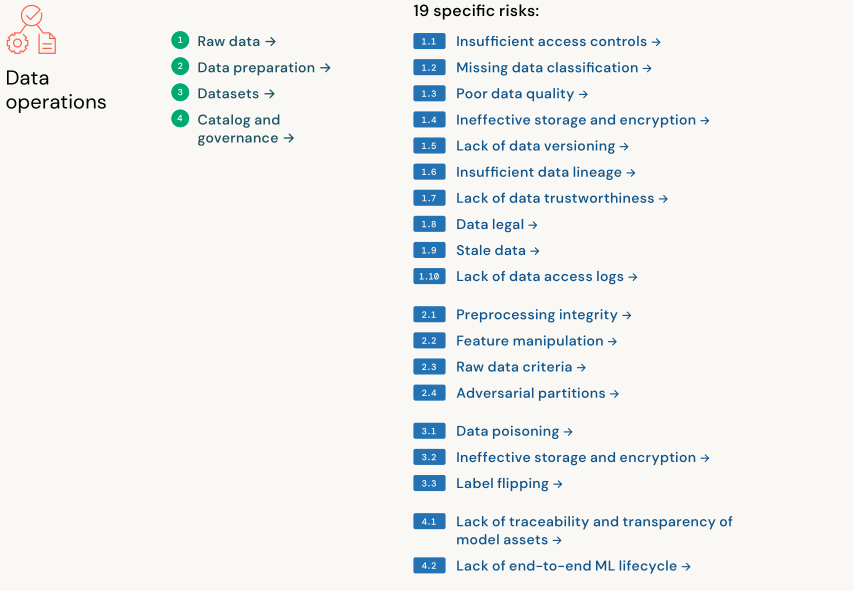 Data
operations
1 Raw data →
2 Data preparation →
3 Datasets →
4 Catalog and
governance →
19 specific risks:
1.1 Insufficient access controls →
1.2 Missing data classification →
1.3 Poor data quality →
1.4 Ineffective storage and encryption →
1.5 Lack of data versioning →
1.6 Insufficient data lineage →
1.7 Lack of data trustworthiness →
1.8 Data legal →
1.9 Stale data →
1.10 Lack of data access logs →
2.1 Preprocessing integrity →
2.2 Feature manipulation →
2.3 Raw data criteria →
2.4 Adversarial partitions →
3.1 Data poisoning →
3.2 Ineffective storage and encryption →
3.3 Label flipping →
4.1 Lack of traceability and transparency of
model assets →
4.2 Lack of end-to-end ML lifecycle →